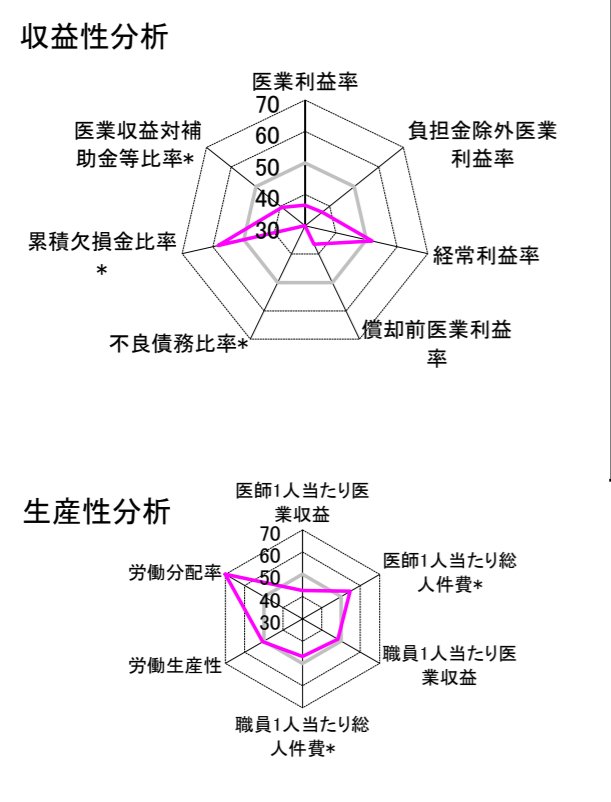 収益性分析
医業利益率
70
60
50
40
30
負担金除外医業
利益率
経常利益率
償却前医業利益
率
不良債務比率*
累積欠損金比率
*
医業収益対補
助金等比率*
生産性分析
医師1人当たり医
業収益
70
60
50
40
30
医師1人当たり総
人件費*
職員1人当たり医
業収益
職員1人当たり総
人件費*
労働生産性
労働分配率